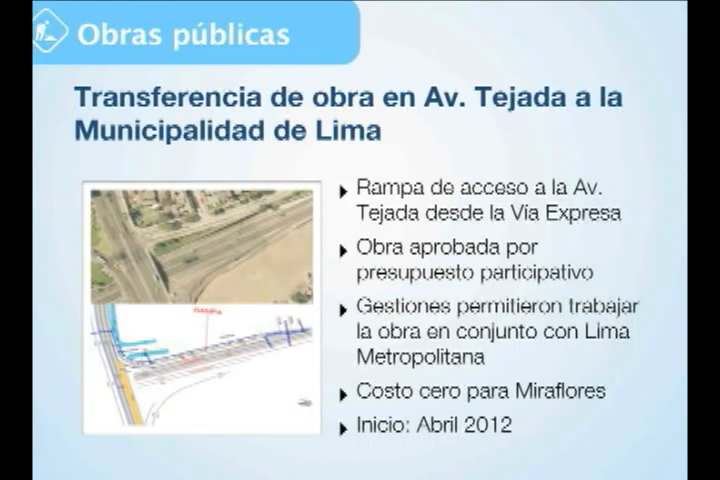 Obras públicas
Transferencia de obra en Av. Tejada a la
Municipalidad de Lima
Rampa de acceso a la Av.
Tejada desde la Vía Expresa
Obra aprobada por
presupuesto participativo
Gestiones permitieron trabajar
la obra en conjunto con Lima
Metropolitana
Costo cero para Miraflores
Inicio: Abril 2012
RAMPA